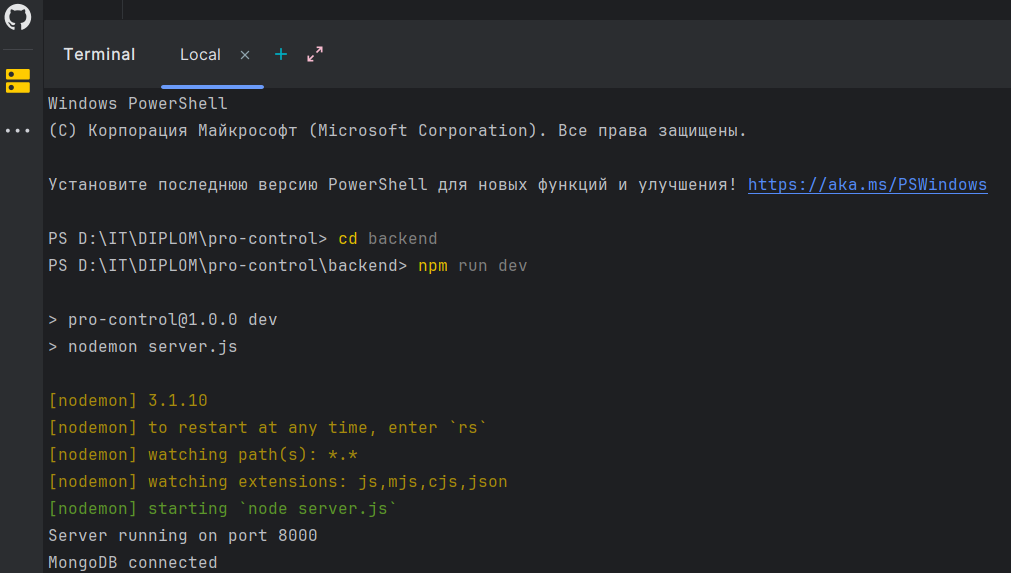 Terminal Local × +
Windows PowerShell
(C) Корпорация Майкрософт (Microsoft Corporation). Все права защищены.
Установите последнюю версию PowerShell для новых функций и улучшения! https://aka.ms/PSWindows
PS D:\IT\DIPLOM\pro-control> cd backend
PS D:\IT\DIPLOM\pro-control\backend> npm run dev
> pro-control@1.0.0 dev
> nodemon server.js
[nodemon] 3.1.10
[nodemon] to restart at any time, enter `rs`
[nodemon] watching path(s): *.*
[nodemon] watching extensions: js,mjs,cjs,json
[nodemon] starting `node server.js`
Server running on port 8000
MongoDB connected